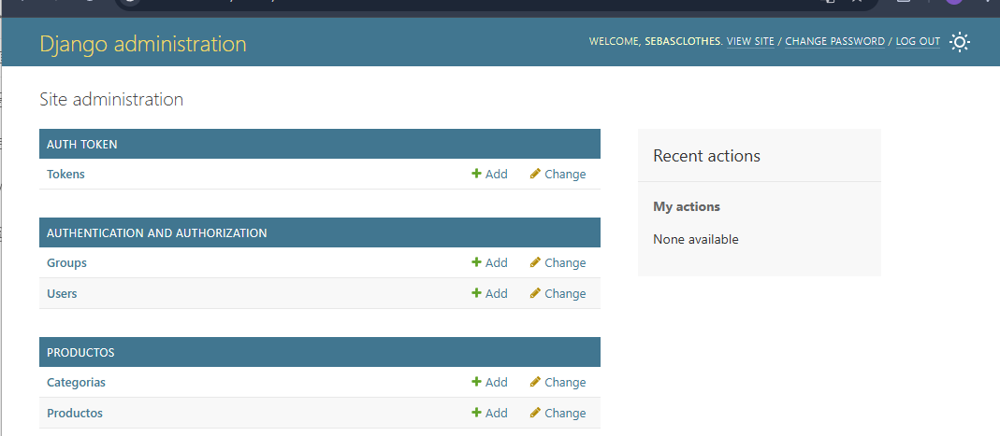 Django administration
WELCOME, SEBASCLOTHES. VIEW SITE / CHANGE PASSWORD / LOG OUT
Site administration
AUTH TOKEN
Tokens Add Change
AUTHENTICATION AND AUTHORIZATION
Groups Add Change
Users Add Change
PRODUCTOS
Categorias Add Change
Productos Add Change
Recent actions
My actions
None available